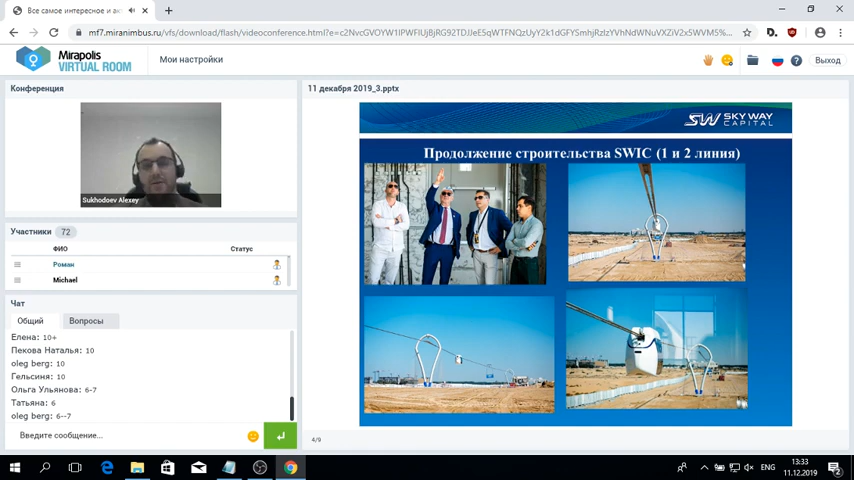 Все самое интересное и ак
mf7.miranimbus.ru/vfs/download/flash/videoconference.html?e=
Mirapolis
VIRTUAL ROOM
Мои настройки
Выход
Конференция
Sukhodoev Alexey
Участники 72
ФИО Статус
Роман
Michael
Чат
Общий Вопросы
Елена: 10+
Пекова Наталья: 10
oleg berg: 10
Гельсиня: 10
Ольга Ульянова: 6-7
Татьяна: 6
oleg berg: 6--7
Введите сообщение...
11 декабря 2019_3.pptx
SW SKY WAY
CAPITAL
Продолжение строительства SWIC (1 и 2 линия)
4/9
ENG
13:33
11.12.2019
2